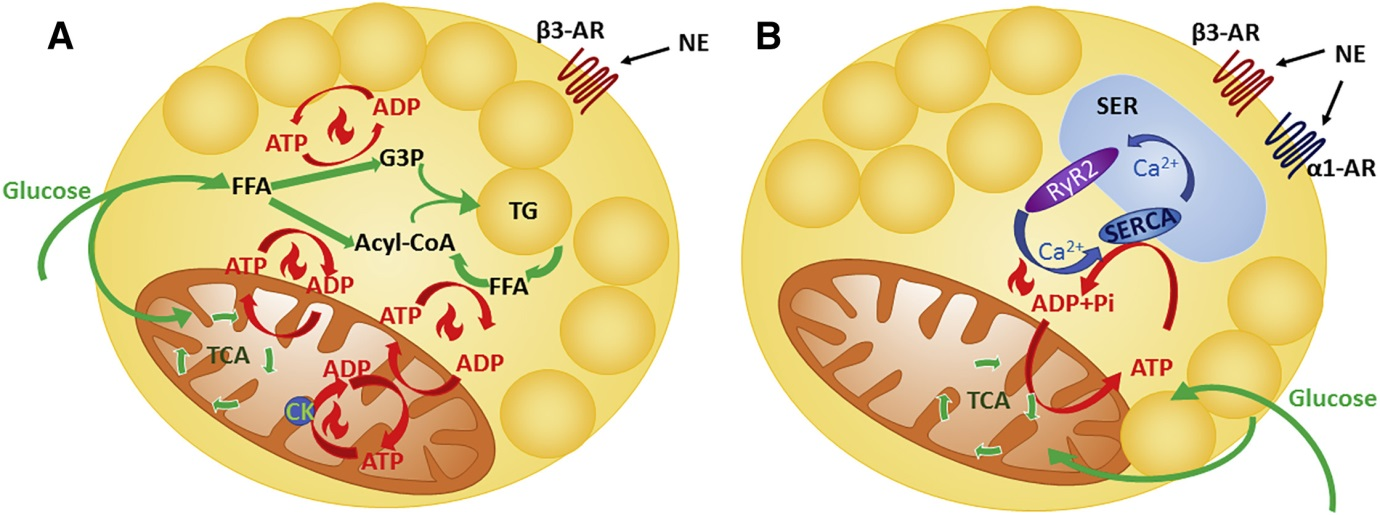 A
β3-AR
NE
ADP
ATP
G3P
Glucose
FFA
TG
Acyl-CoA
ATP
ADP
FFA
ATP
TCA
ADP
ADP
CK
ATP
B
β3-AR
NE
SER
α1-AR
RyR2
Ca2+
SERCA
Ca2+
ADP+Pi
ATP
TCA
Glucose